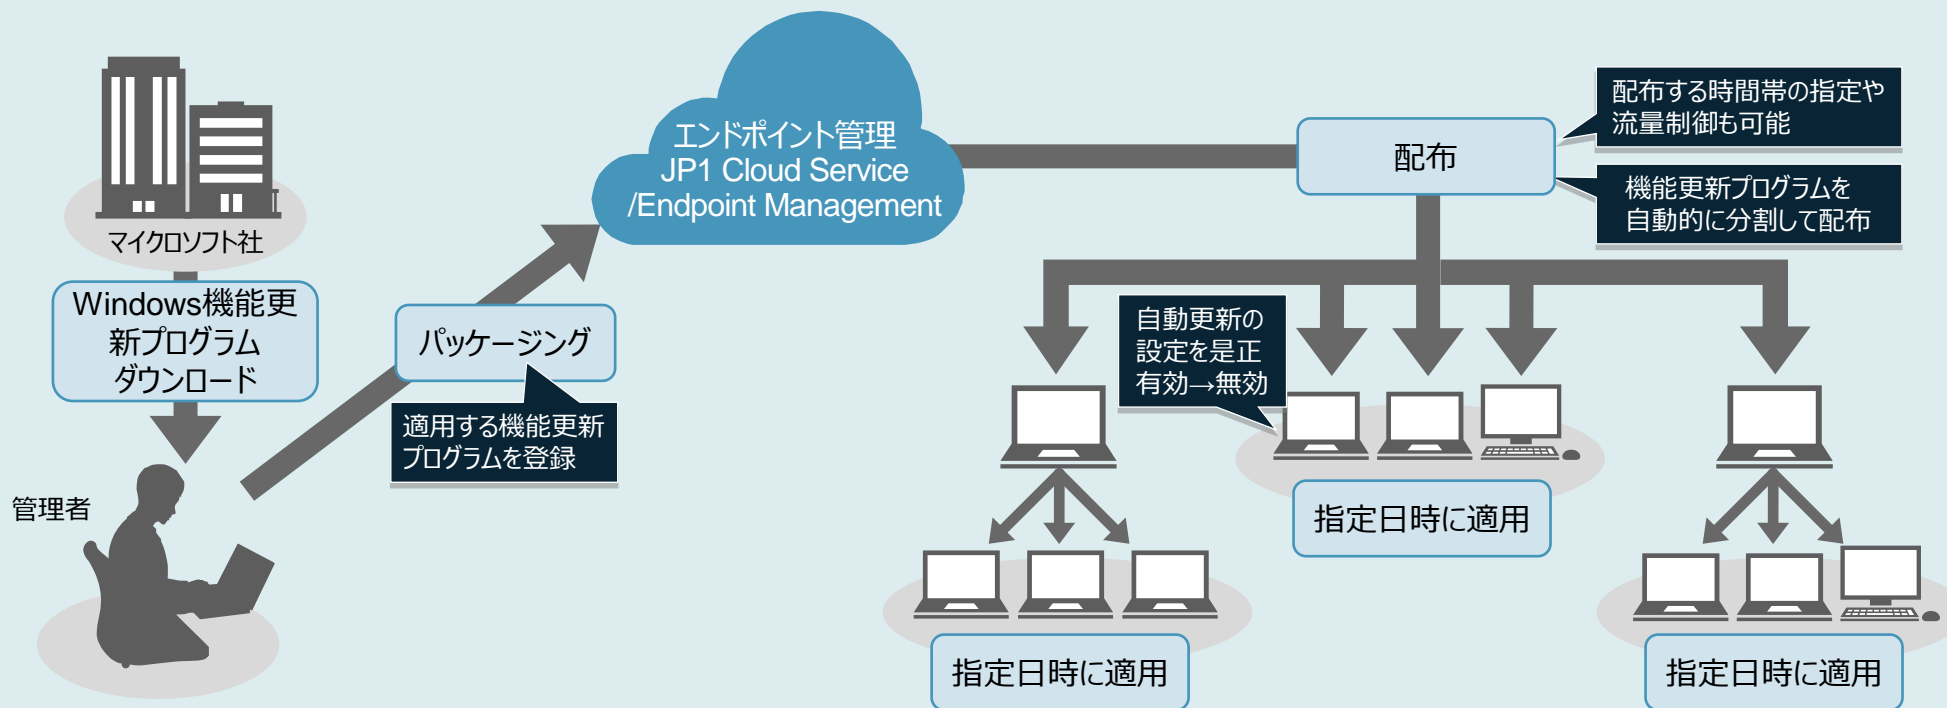 マイクロソフト社
Windows機能更
新プログラム
ダウンロード
管理者
パッケージング
適用する機能更新
プログラムを登録
エンドポイント管理
JP1 Cloud Service
/Endpoint Management
配布
配布する時間帯の指定や
流量制御も可能
機能更新プログラムを
自動的に分割して配布
自動更新の
設定を是正
有効→無効
指定日時に適用
指定日時に適用
指定日時に適用